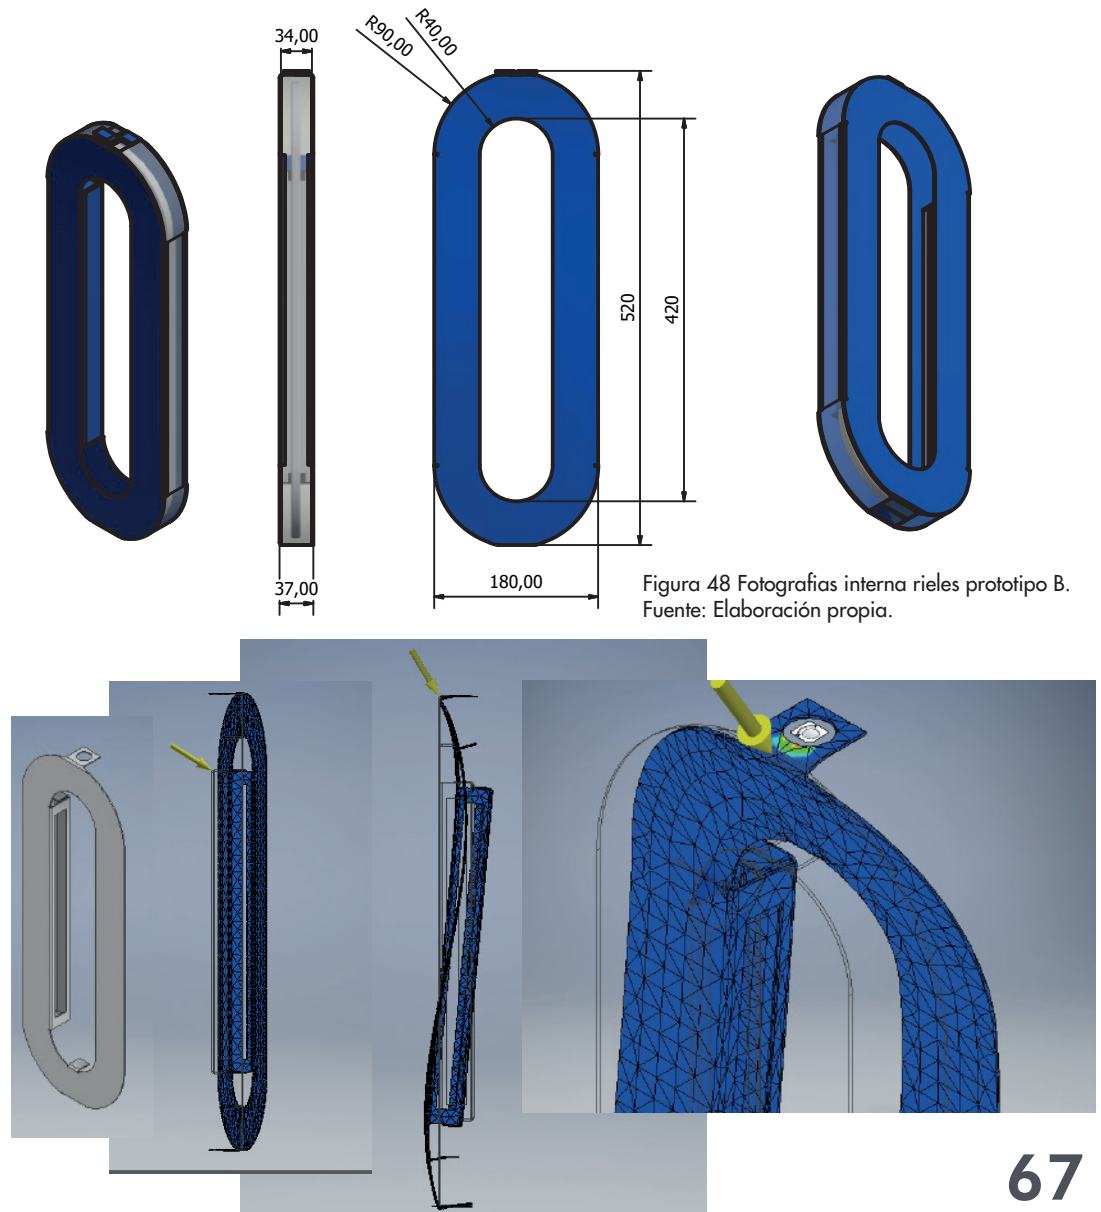 34,00
R90,00
R40,00
520
420
180,00
37,00
Figura 48 Fotografias interna rieles prototipo B.
Fuente: Elaboración propia.
67